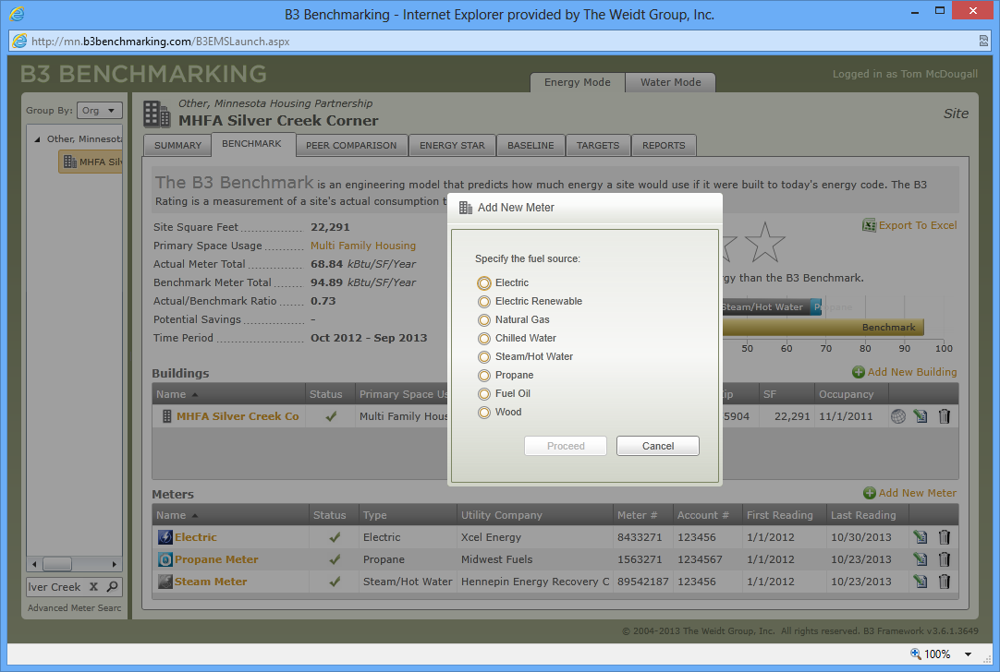 B3 Benchmarking - Internet Explorer provided by The Weidt Group, Inc.
http://mn.b3benchmarking.com/B3EMSLaunch.aspx
B3 BENCHMARKING
Energy Mode
Water Mode
Logged in as Tom McDougall
Group By: Org
Other, Minnesota
MHFA Silv
Other, Minnesota Housing Partnership
MHFA Silver Creek Corner
Site
SUMMARY BENCHMARK PEER COMPARISON ENERGY STAR BASELINE TARGETS REPORTS
The B3 Benchmark is an engineering model that predicts how much energy a site would use if it were built to today's energy code. The B3
Rating is a measurement of a site's actual consumption
Site Square Feet 22,291
Primary Space Usage Multi Family Housing
Actual Meter Total 68.84 kBtu/SF/Year
Benchmark Meter Total 94.89 kBtu/SF/Year
Actual/Benchmark Ratio 0.73
Potential Savings –
Time Period Oct 2012 - Sep 2013
Export To Excel
than the B3 Benchmark.
Steam/Hot Water Propane
Benchmark
50 60 70 80 90 100
Add New Meter
Specify the fuel source:
Electric
Electric Renewable
Natural Gas
Chilled Water
Steam/Hot Water
Propane
Fuel Oil
Wood
Proceed Cancel
Buildings
Add New Building
Name Status Primary Space Us ip SF Occupancy
MHFA Silver Creek Co Multi Family Hous 5904 22,291 11/1/2011
Meters
Add New Meter
Name Status Type Utility Company Meter # Account # First Reading Last Reading
Electric Electric Xcel Energy 8433271 123456 1/1/2012 10/30/2013
Propane Meter Propane Midwest Fuels 1563271 1234567 1/1/2012 10/23/2013
Steam Meter Steam/Hot Water Hennepin Energy Recovery C 89542187 123456 1/1/2012 10/23/2013
lver Creek X
Advanced Meter Searc
© 2004-2013 The Weidt Group, Inc. All rights reserved. B3 Framework v3.6.1.3649
100%